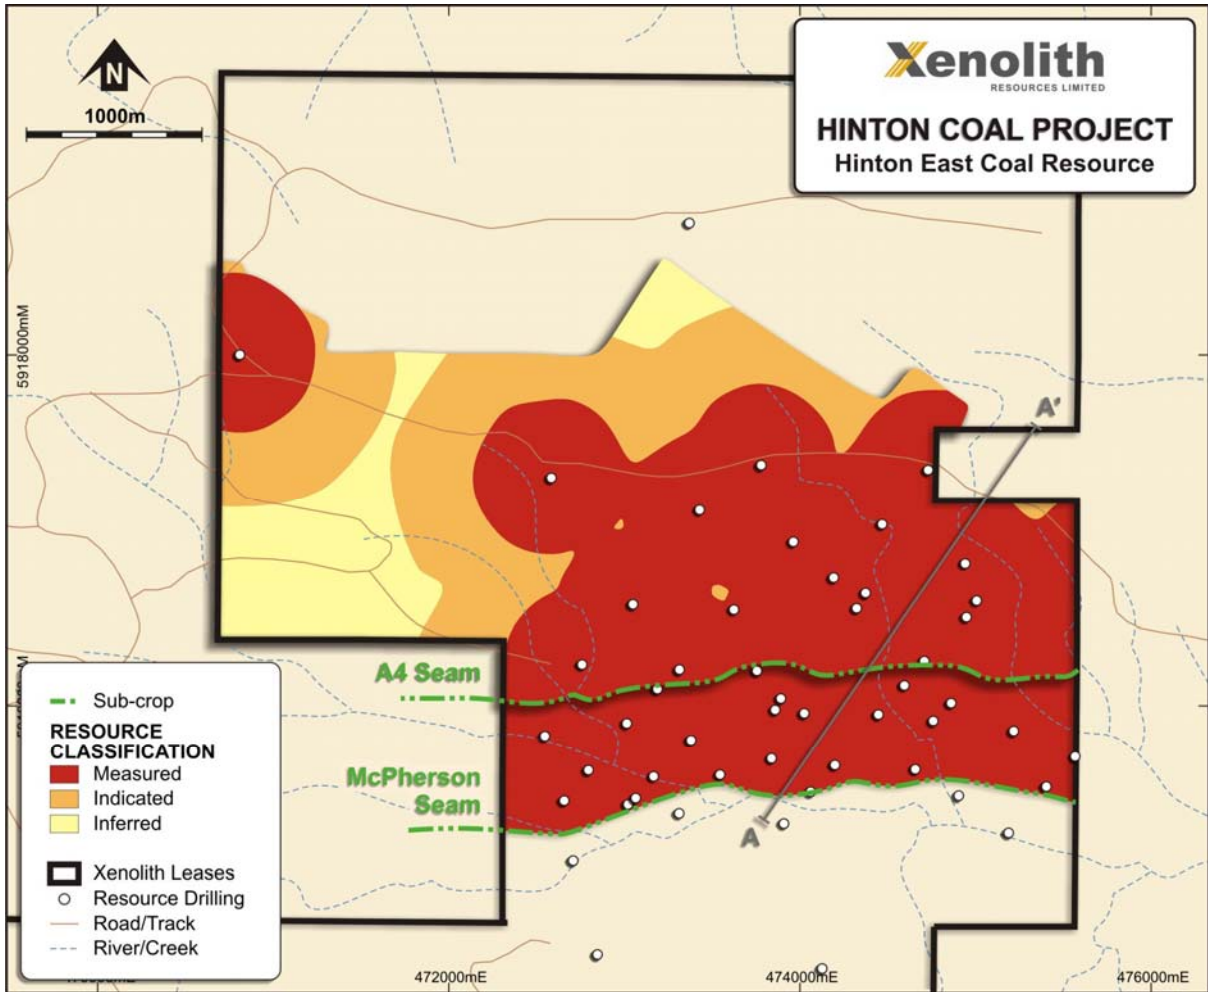 N
1000m
Xenolith
RESOURCES LIMITED
HINTON COAL PROJECT
Hinton East Coal Resource
5918000mM
A'
A4 Seam
McPherson
Seam
A
Sub-crop
RESOURCE
CLASSIFICATION
Measured
Indicated
Inferred
Xenolith Leases
Resource Drilling
Road/Track
River/Creek
472000mE
474000mE
476000mE